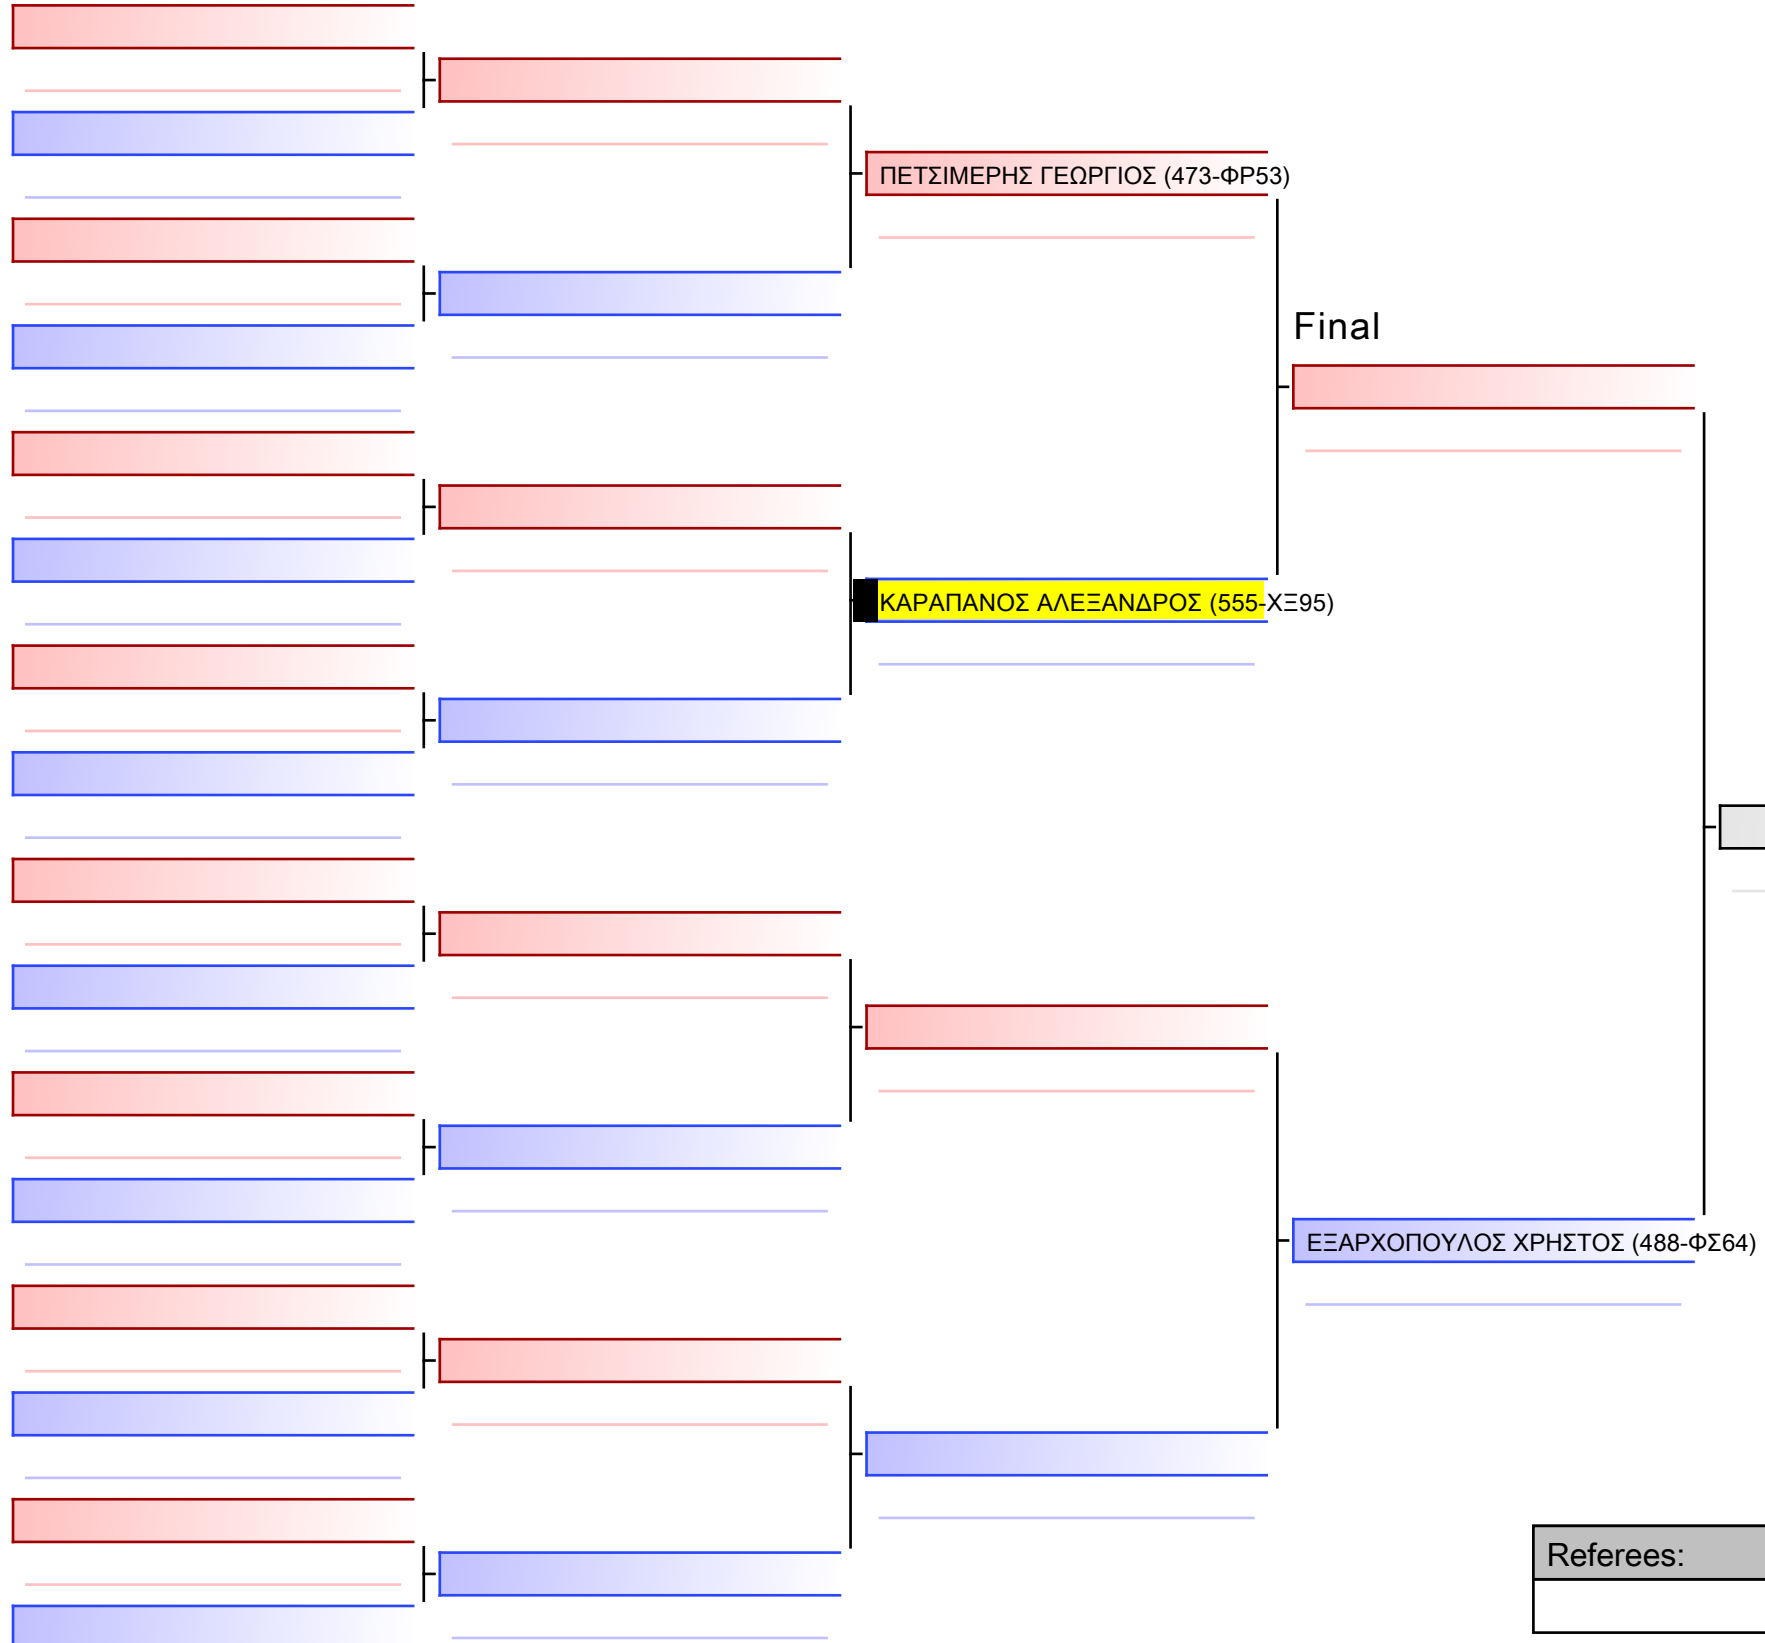 ΠΕΤΣΙΜΕΡΗΣ ΓΕΩΡΓΙΟΣ (473-ΦΡ53)
Final
ΚΑΡΑΠΑΝΟΣ ΑΛΕΞΑΝΔΡΟΣ (555-ΧΞ95)
ΕΞΑΡΧΟΠΟΥΛΟΣ ΧΡΗΣΤΟΣ (488-ΦΣ64)
Referees: